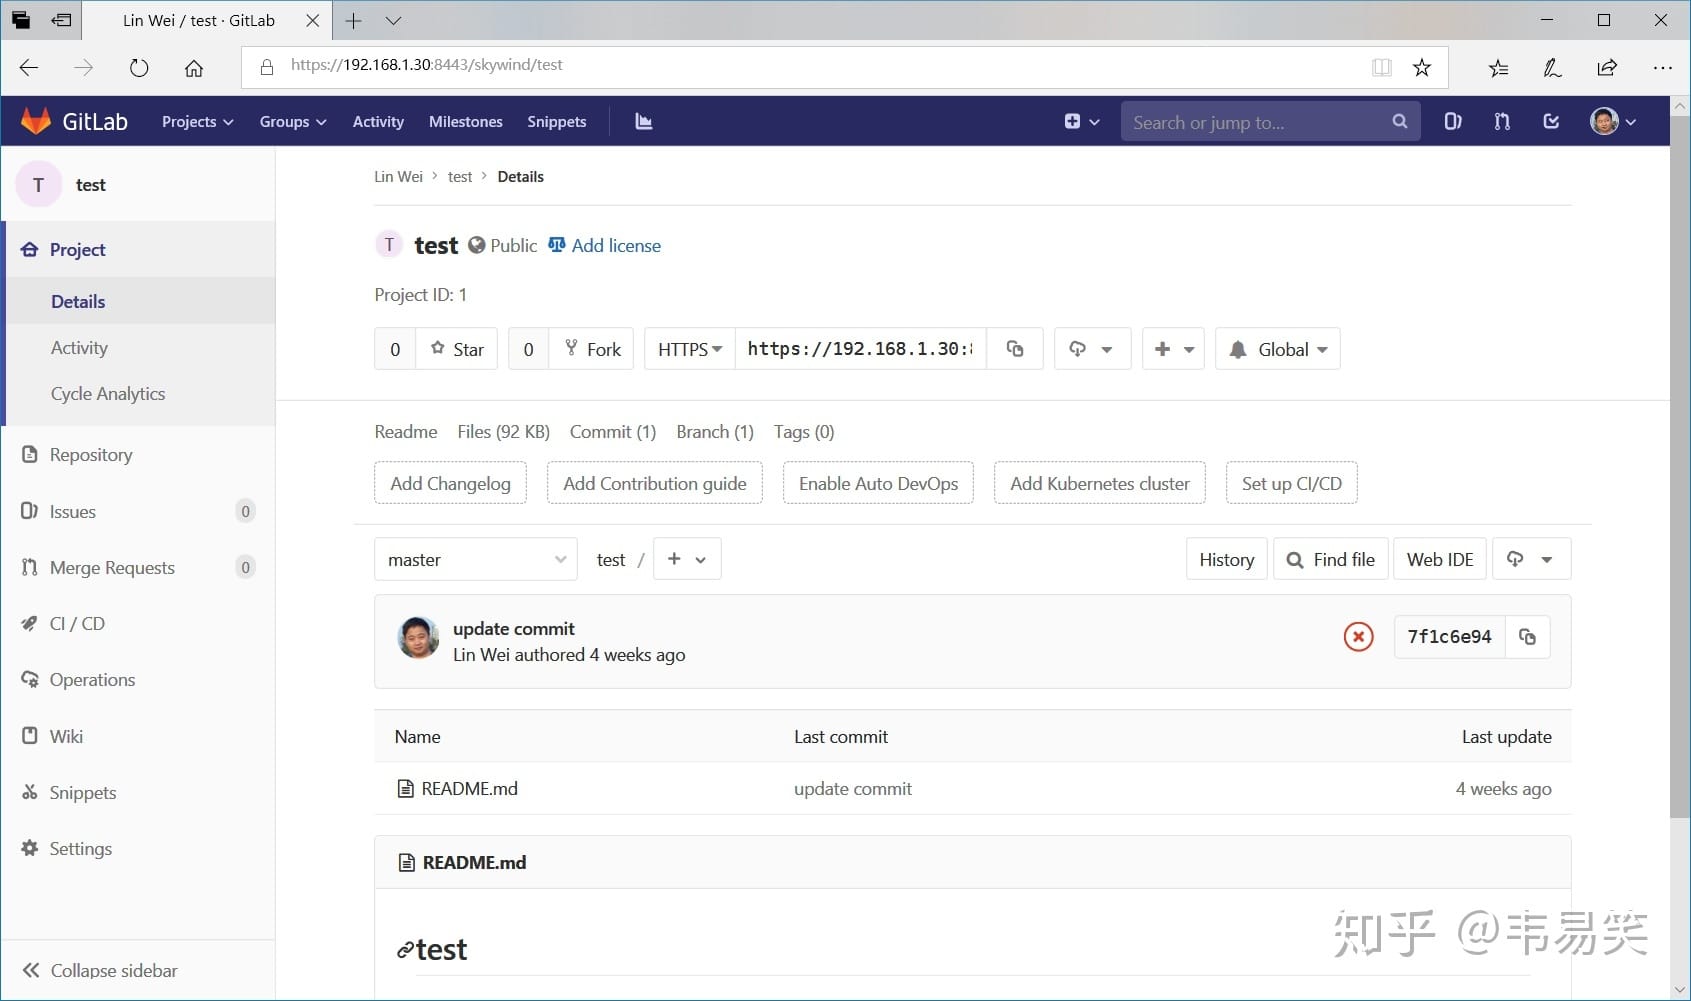 Lin Wei / test · GitLab
https://192.168.1.30:8443/skywind/test
GitLab Projects Groups Activity Milestones Snippets Search or jump to...
T test
Project
Details
Activity
Cycle Analytics
Repository
Issues 0
Merge Requests 0
CI / CD
Operations
Wiki
Snippets
Settings
Collapse sidebar
Lin Wei > test > Details
T test Public Add license
Project ID: 1
0 Star 0 Fork HTTPS https://192.168.1.30:8 Global
Readme Files (92 KB) Commit (1) Branch (1) Tags (0)
Add Changelog Add Contribution guide Enable Auto DevOps Add Kubernetes cluster Set up CI/CD
master test / + History Find file Web IDE
update commit
Lin Wei authored 4 weeks ago
7f1c6e94
Name Last commit Last update
README.md update commit 4 weeks ago
README.md
test
知乎 @韦易笑